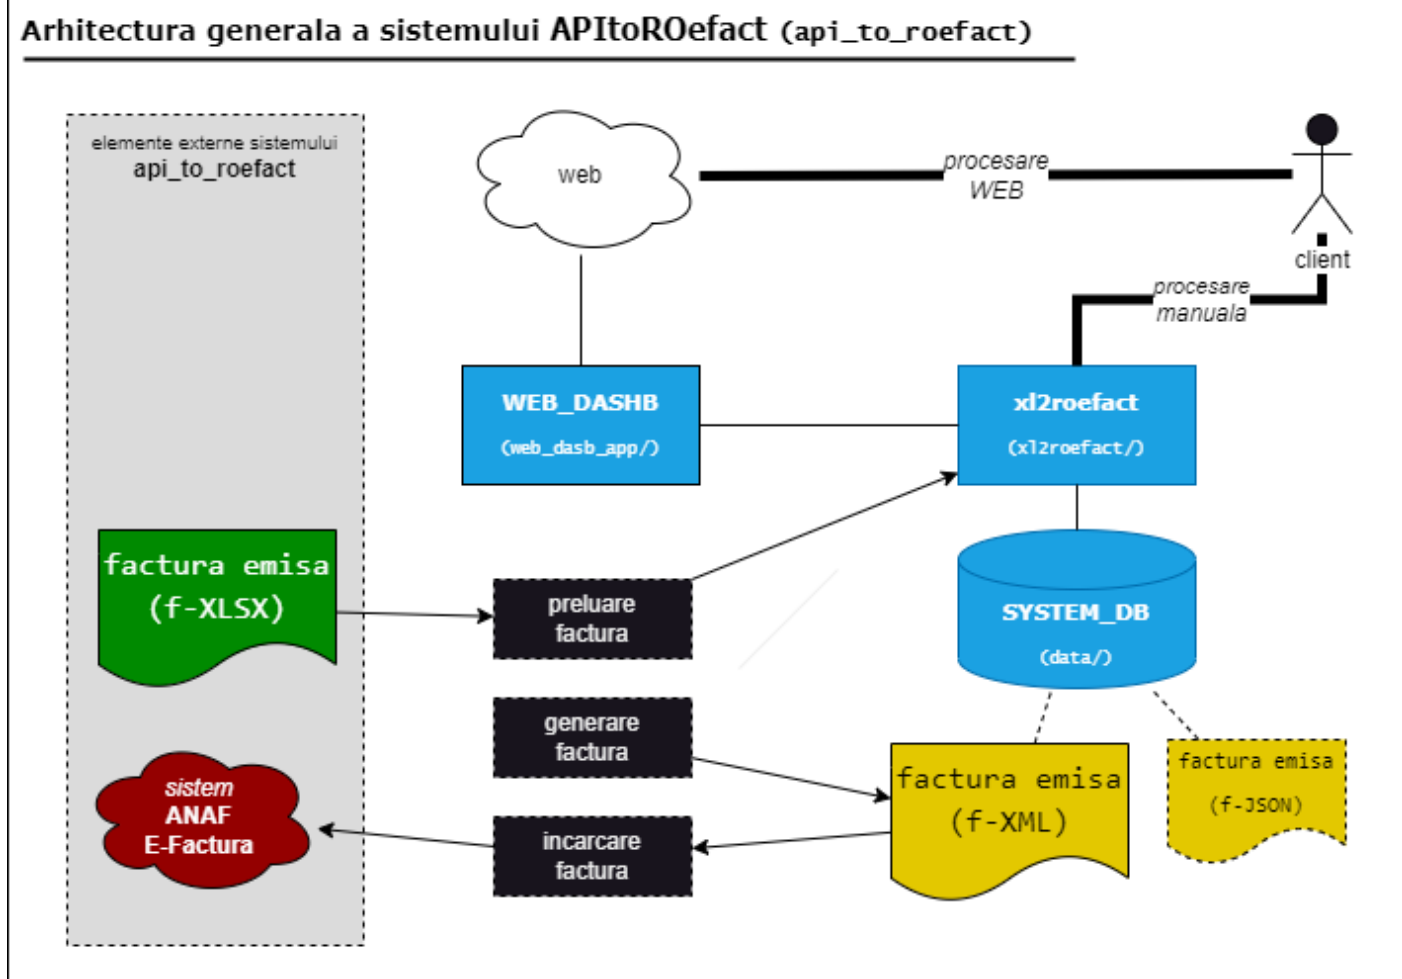 Arhitectura generala a sistemului APItoROefact (api_to_roefact)
elemente externe sistemului
api_to_roefact
web
procesare
WEB
client
procesare
manuala
WEB_DASHB
(web_dasb_app/)
xl2roefact
(xl2roefact/)
factura emisa
(f-XLSX)
preluare
factura
SYSTEM_DB
(data/)
generare
factura
factura emisa
(f-XML)
factura emisa
(f-JSON)
sistem
ANAF
E-Factura
incarcare
factura